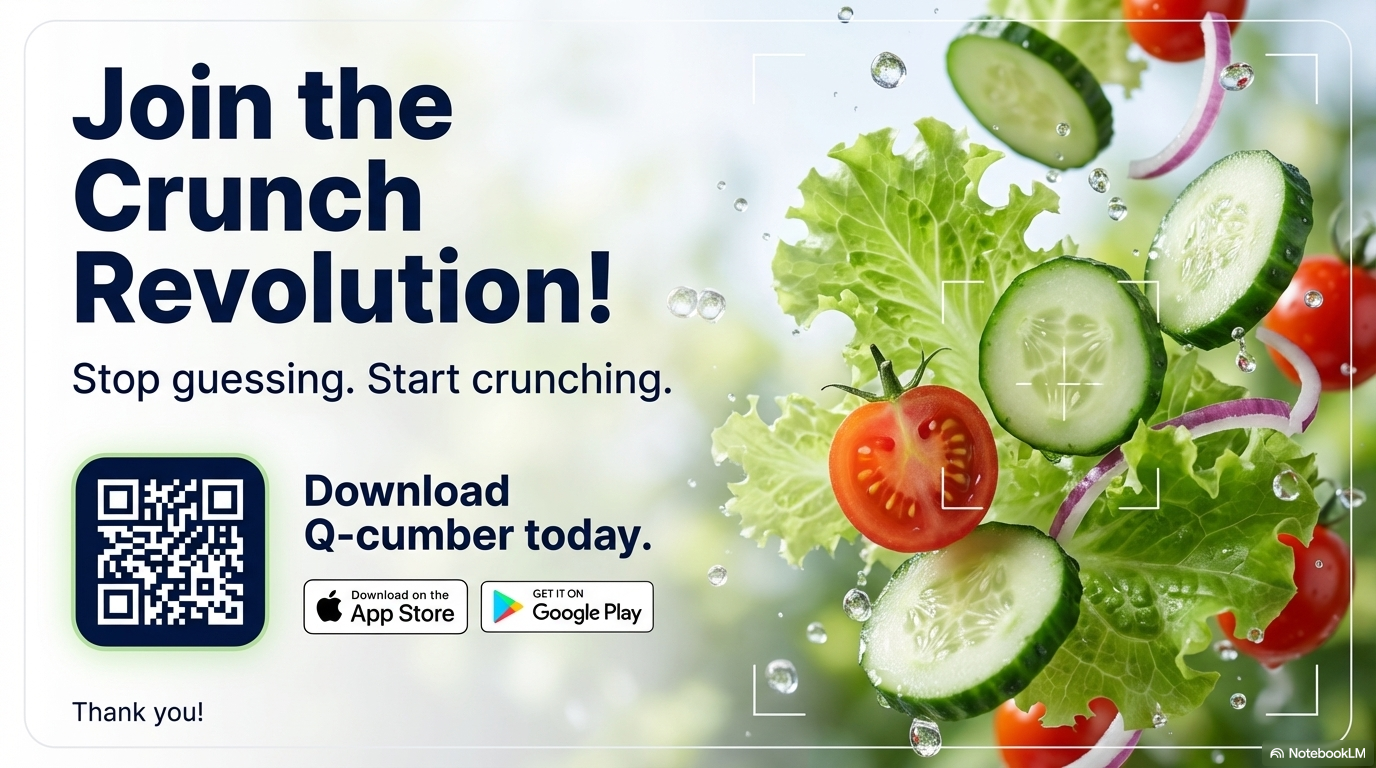 Join the
Crunch
Revolution!
Stop guessing. Start crunching.
Download
Q-cumber today.
Download on the
App Store
GET IT ON
Google Play
Thank you!
NotebookLM